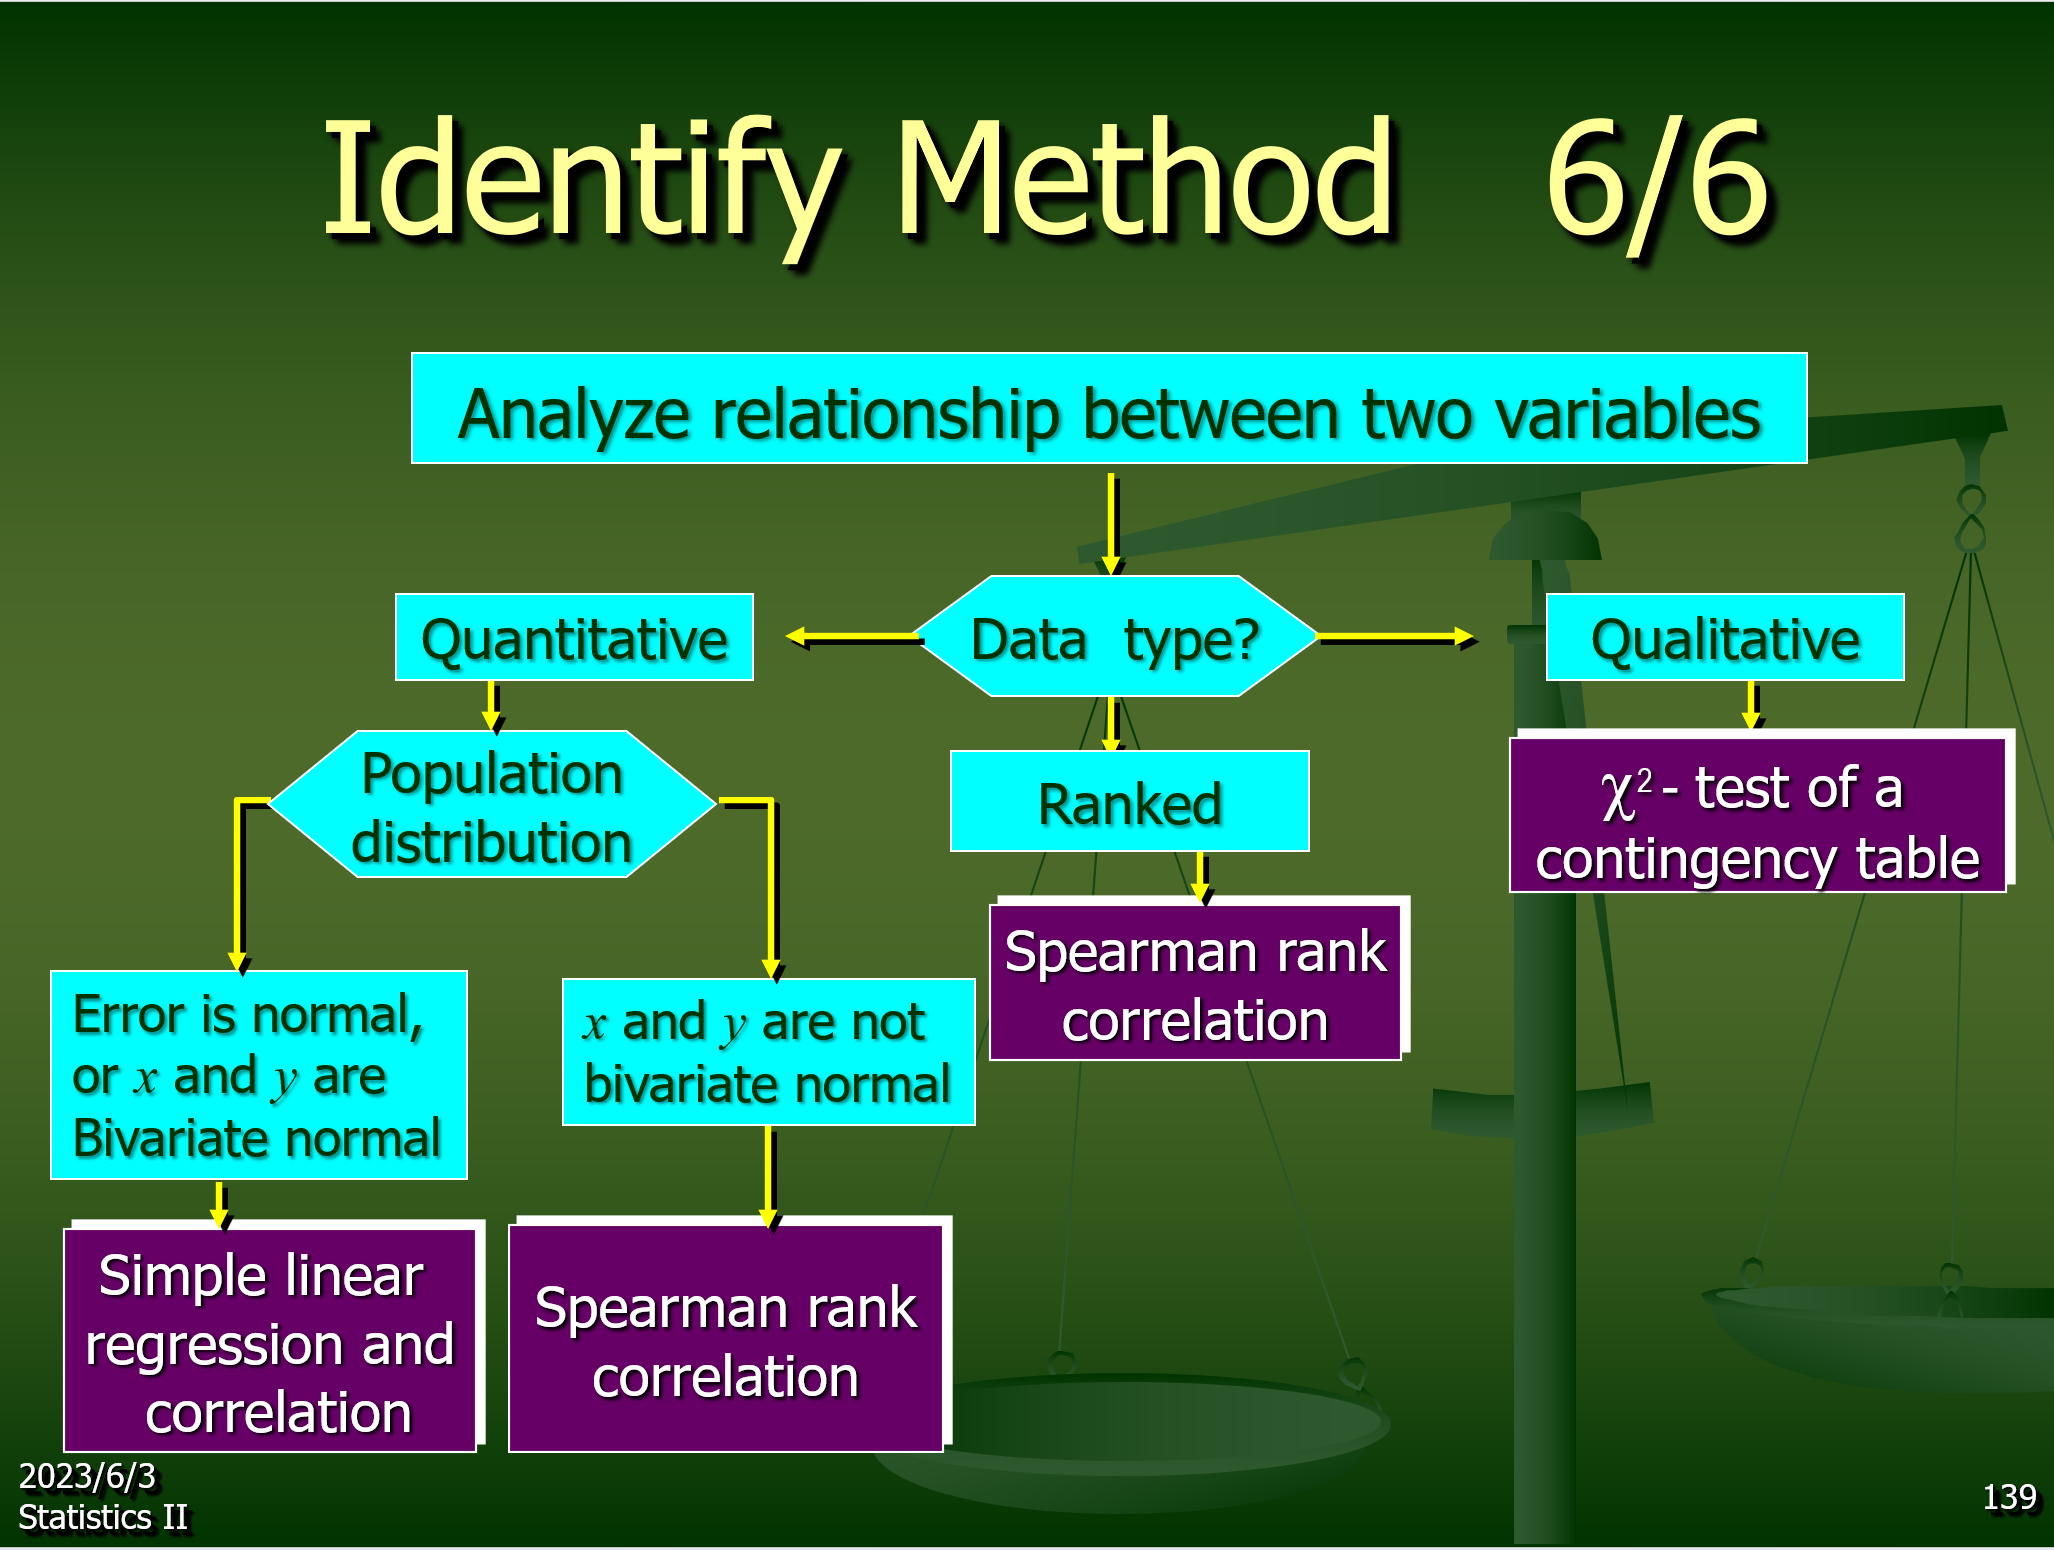 Identify Method 6/6
Analyze relationship between two variables
Data type?
Quantitative
Qualitative
Population
distribution
Ranked
χ² - test of a
contingency table
Spearman rank
correlation
Error is normal,
or x and y are
Bivariate normal
x and y are not
bivariate normal
Simple linear
regression and
correlation
Spearman rank
correlation
2023/6/3
Statistics II
139